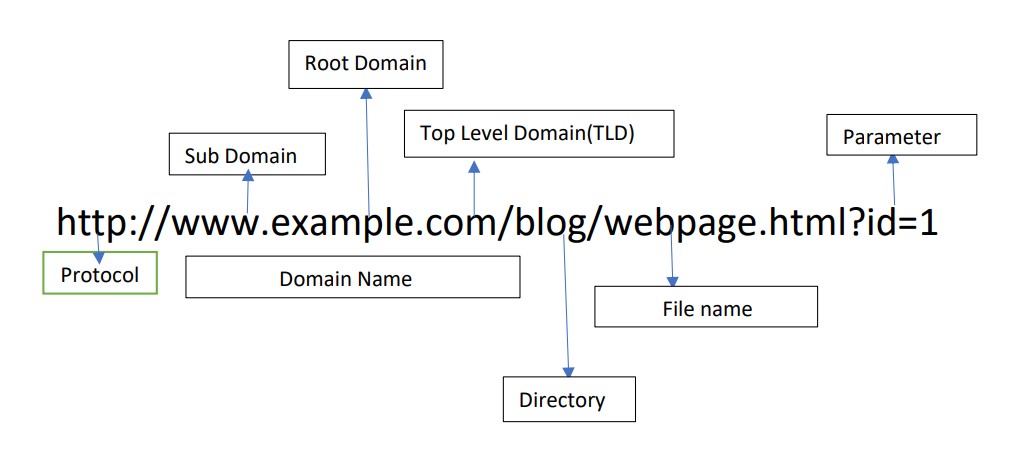 Root Domain
Top Level Domain(TLD)
Parameter
Sub Domain
http://www.example.com/blog/webpage.html?id=1
Protocol
Domain Name
File name
Directory